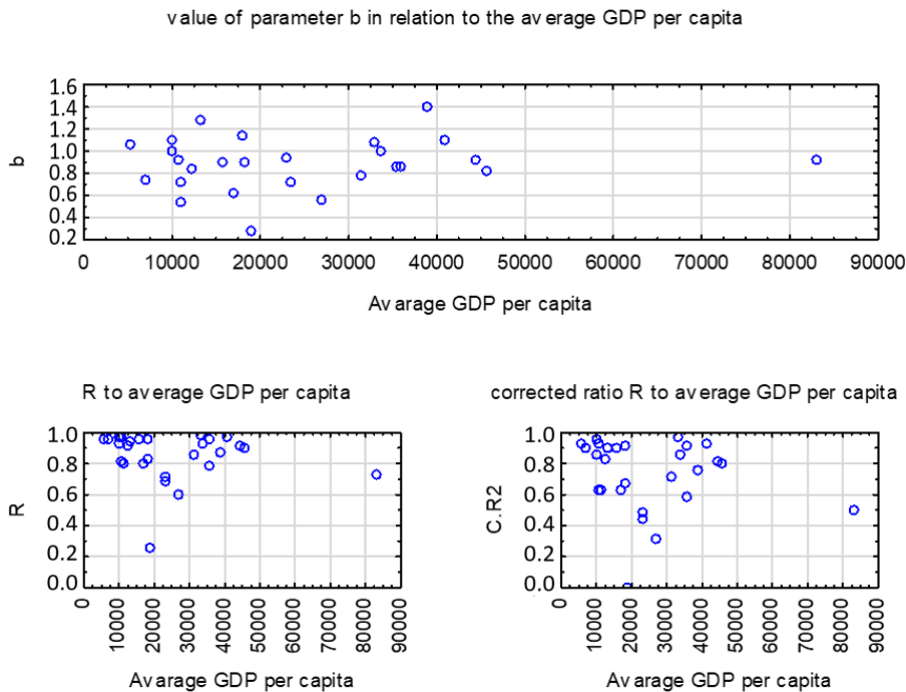 value of parameter b in relation to the average GDP per capita
1.6
1.4
1.2
1.0
0.8
0.6
0.4
0.2
b
0 10000 20000 30000 40000 50000 60000 70000 80000 90000
Avarage GDP per capita
R to average GDP per capita
1.0
0.8
0.6
0.4
0.2
0.0
R
0 10000 20000 30000 40000 50000 60000 70000 80000 90000
Avarage GDP per capita
corrected ratio R to average GDP per capita
1.0
0.8
0.6
0.4
0.2
0.0
C.R2
0 10000 20000 30000 40000 50000 60000 70000 80000 90000
Avarage GDP per capita